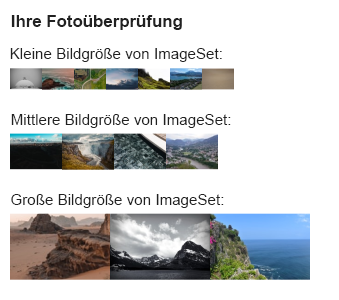 Ihre Fotoüberprüfung
Kleine Bildgröße von ImageSet:
Mittlere Bildgröße von ImageSet:
Große Bildgröße von ImageSet: